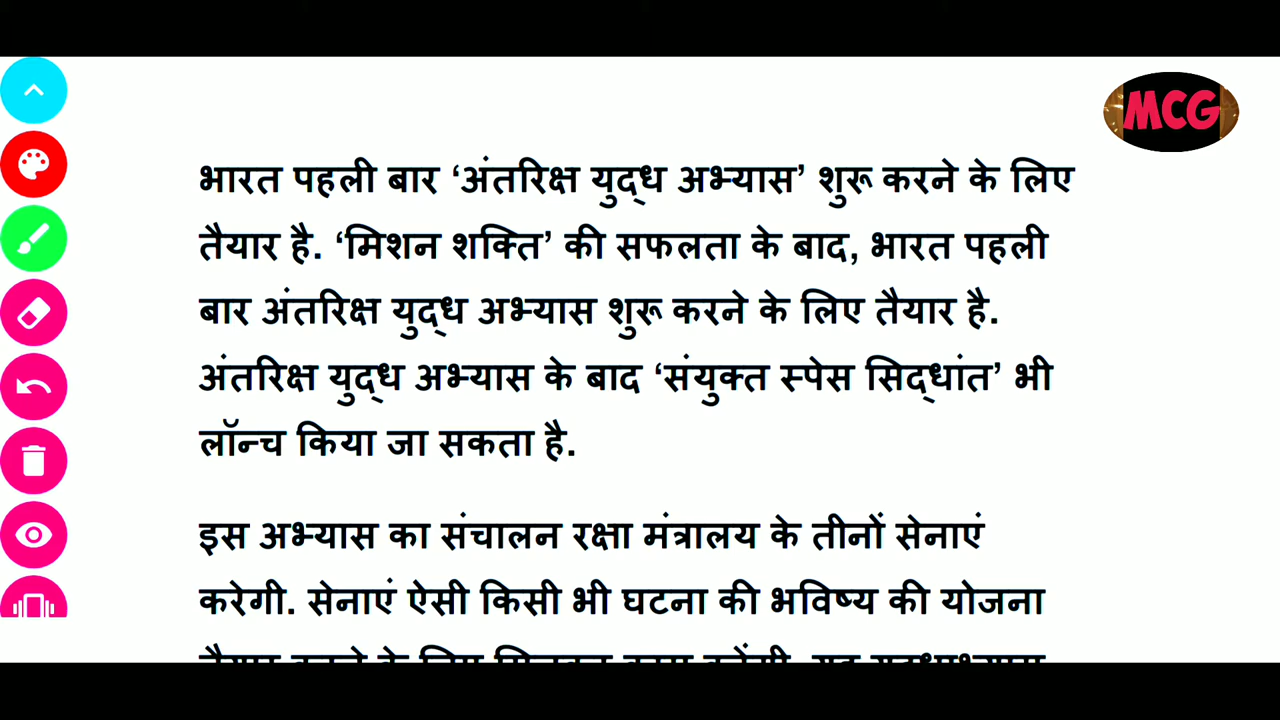 MCG
भारत पहली बार ‘अंतरिक्ष युद्ध अभ्यास’ शुरू करने के लिए
तैयार है. ‘मिशन शक्ति’ की सफलता के बाद, भारत पहली
बार अंतरिक्ष युद्ध अभ्यास शुरू करने के लिए तैयार है.
अंतरिक्ष युद्ध अभ्यास के बाद ‘संयुक्त स्पेस सिद्धांत’ भी
लॉन्च किया जा सकता है.
इस अभ्यास का संचालन रक्षा मंत्रालय के तीनों सेनाएं
करेगी. सेनाएं ऐसी किसी भी घटना की भविष्य की योजना